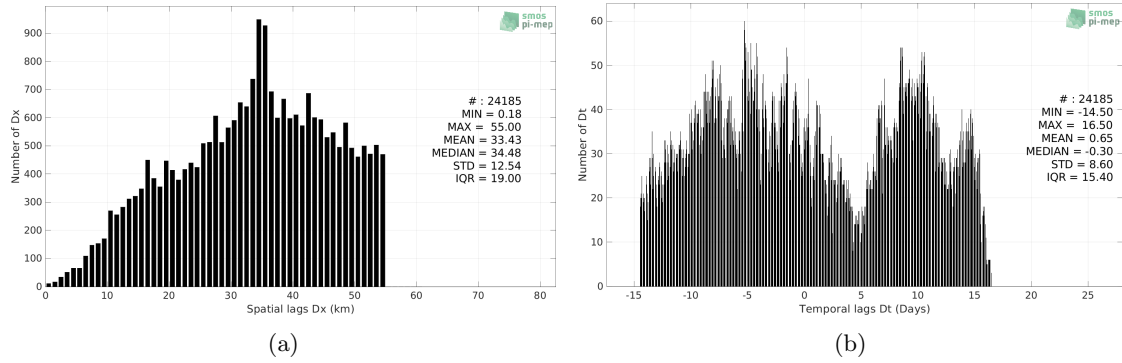 smos
pi-mep
900
800
700
600
500
400
300
200
100
0
Number of Dx
# : 24185
MIN = 0.18
MAX = 55.00
MEAN = 33.43
MEDIAN = 34.48
STD = 12.54
IQR = 19.00
0 10 20 30 40 50 60 70 80
Spatial lags Dx (km)
(a)
smos
pi-mep
60
50
40
30
20
10
0
Number of Dt
# : 24185
MIN = -14.50
MAX = 16.50
MEAN = 0.65
MEDIAN = -0.30
STD = 8.60
IQR = 15.40
-15 -10 -5 0 5 10 15 20 25
Temporal lags Dt (Days)
(b)